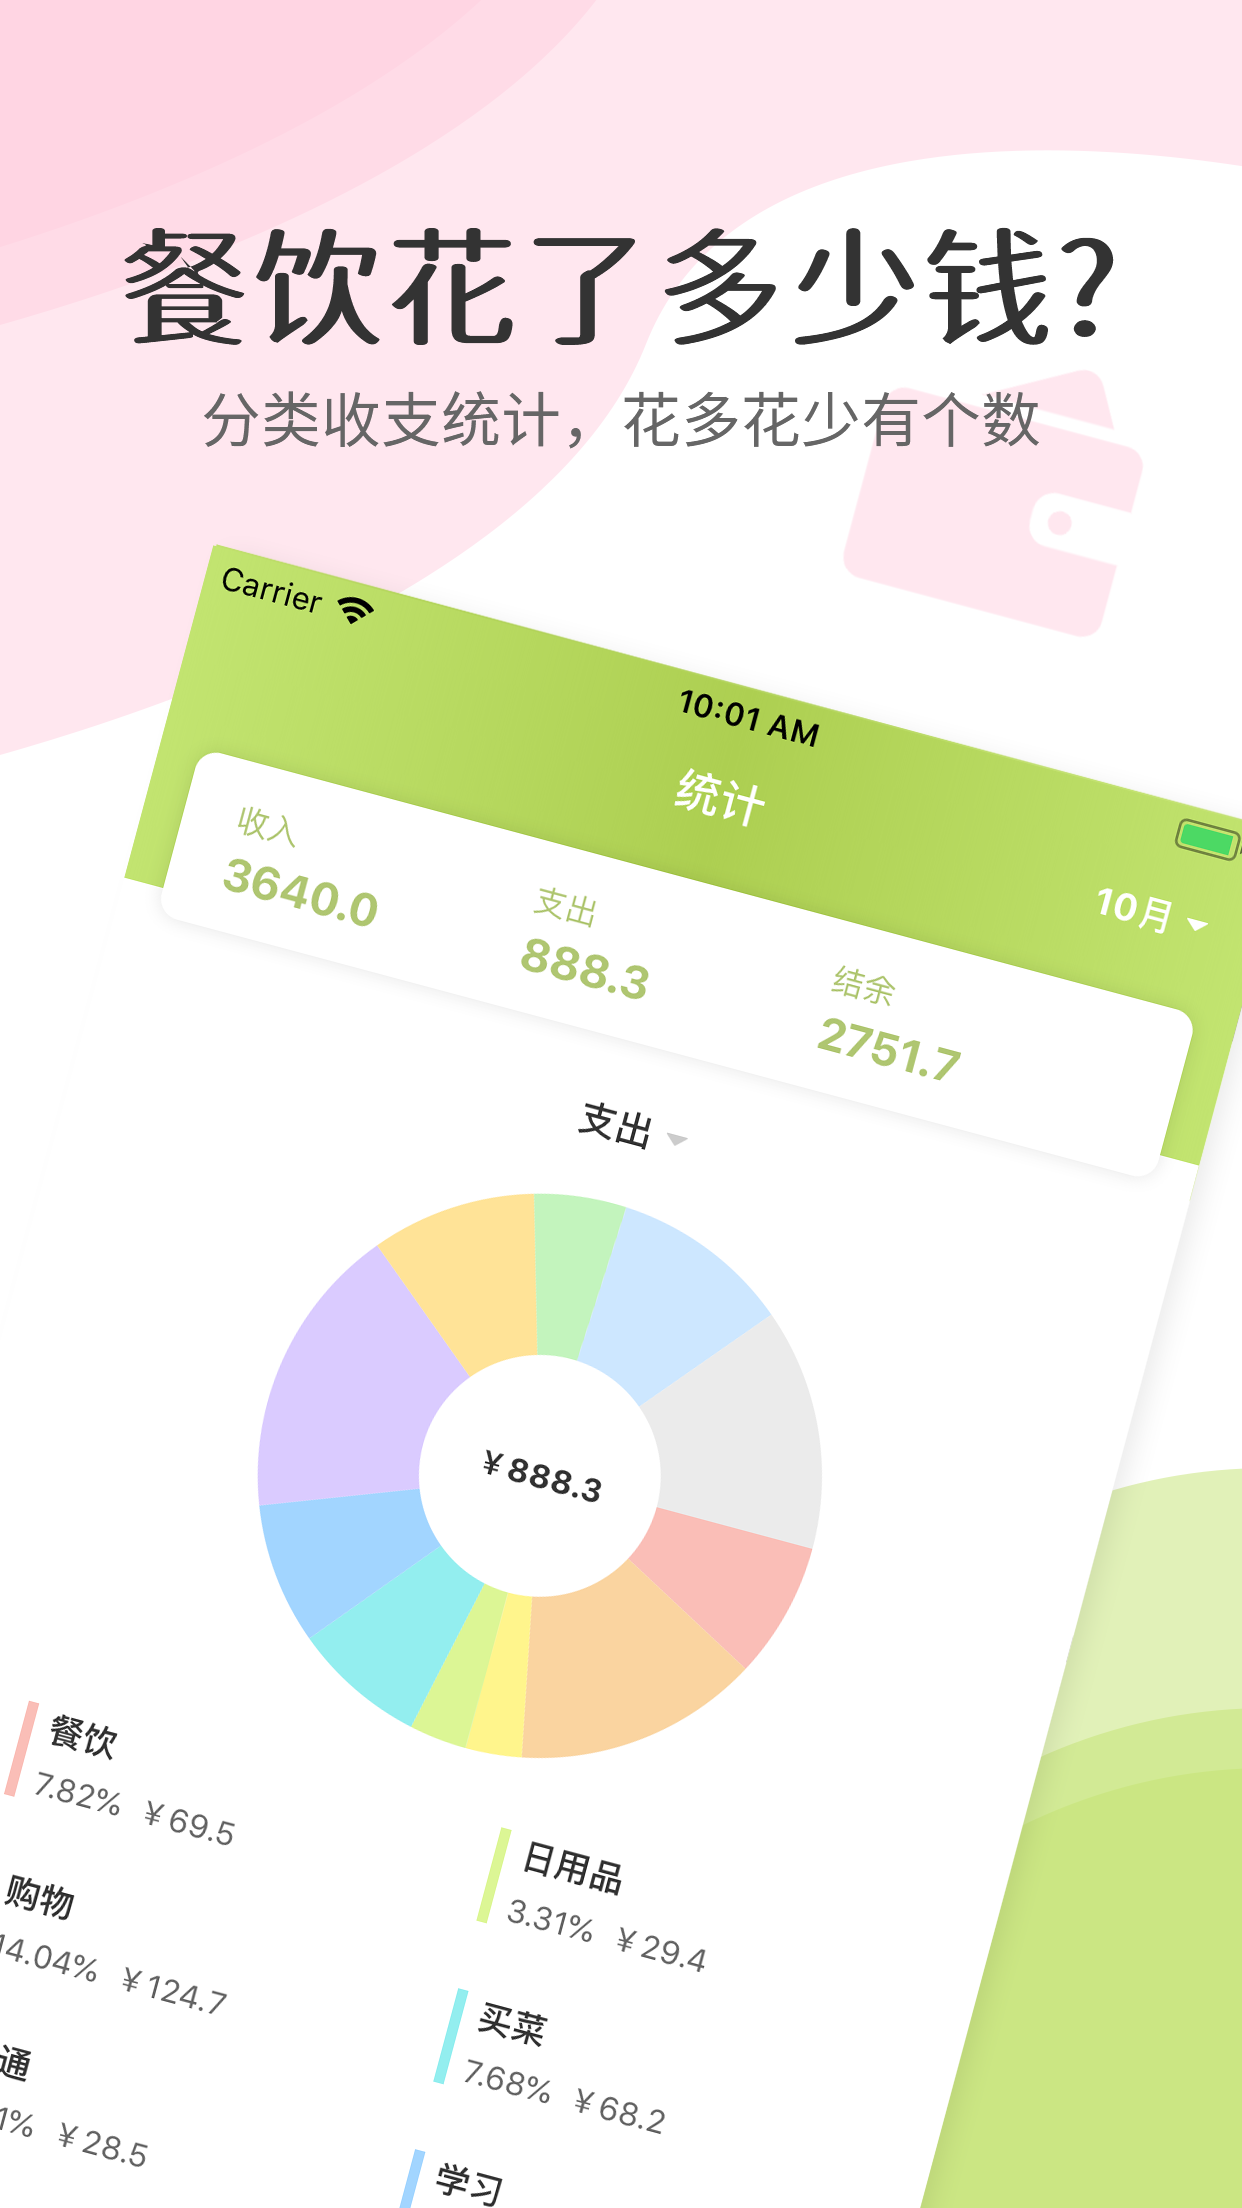 餐饮花了多少钱?
分类收支统计，花多花少有个数
Carrier
10:01 AM
统计
10月
收入
3640.0
支出
888.3
结余
2751.7
支出
¥888.3
餐饮
7.82% ¥69.5
日用品
3.31% ¥29.4
购物
14.04% ¥124.7
买菜
7.68% ¥68.2
通
1% ¥28.5
学习